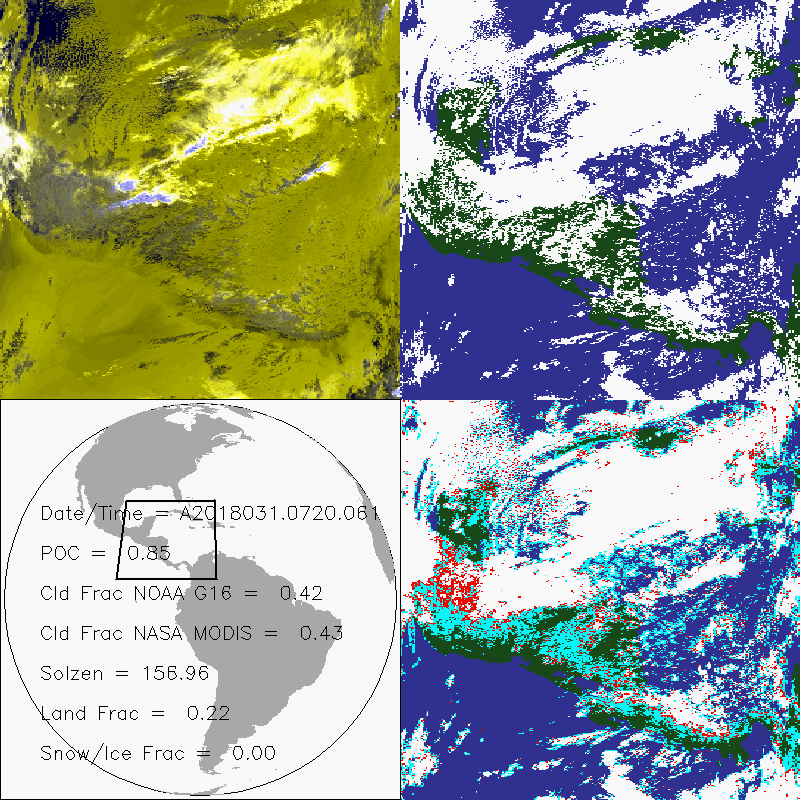 Date/Time = A2018031.0720.061
POC = 0.85
Cld Frac NOAA G16 = 0.42
Cld Frac NASA MODIS = 0.43
Solzen = 156.96
Land Frac = 0.22
Snow/Ice Frac = 0.00